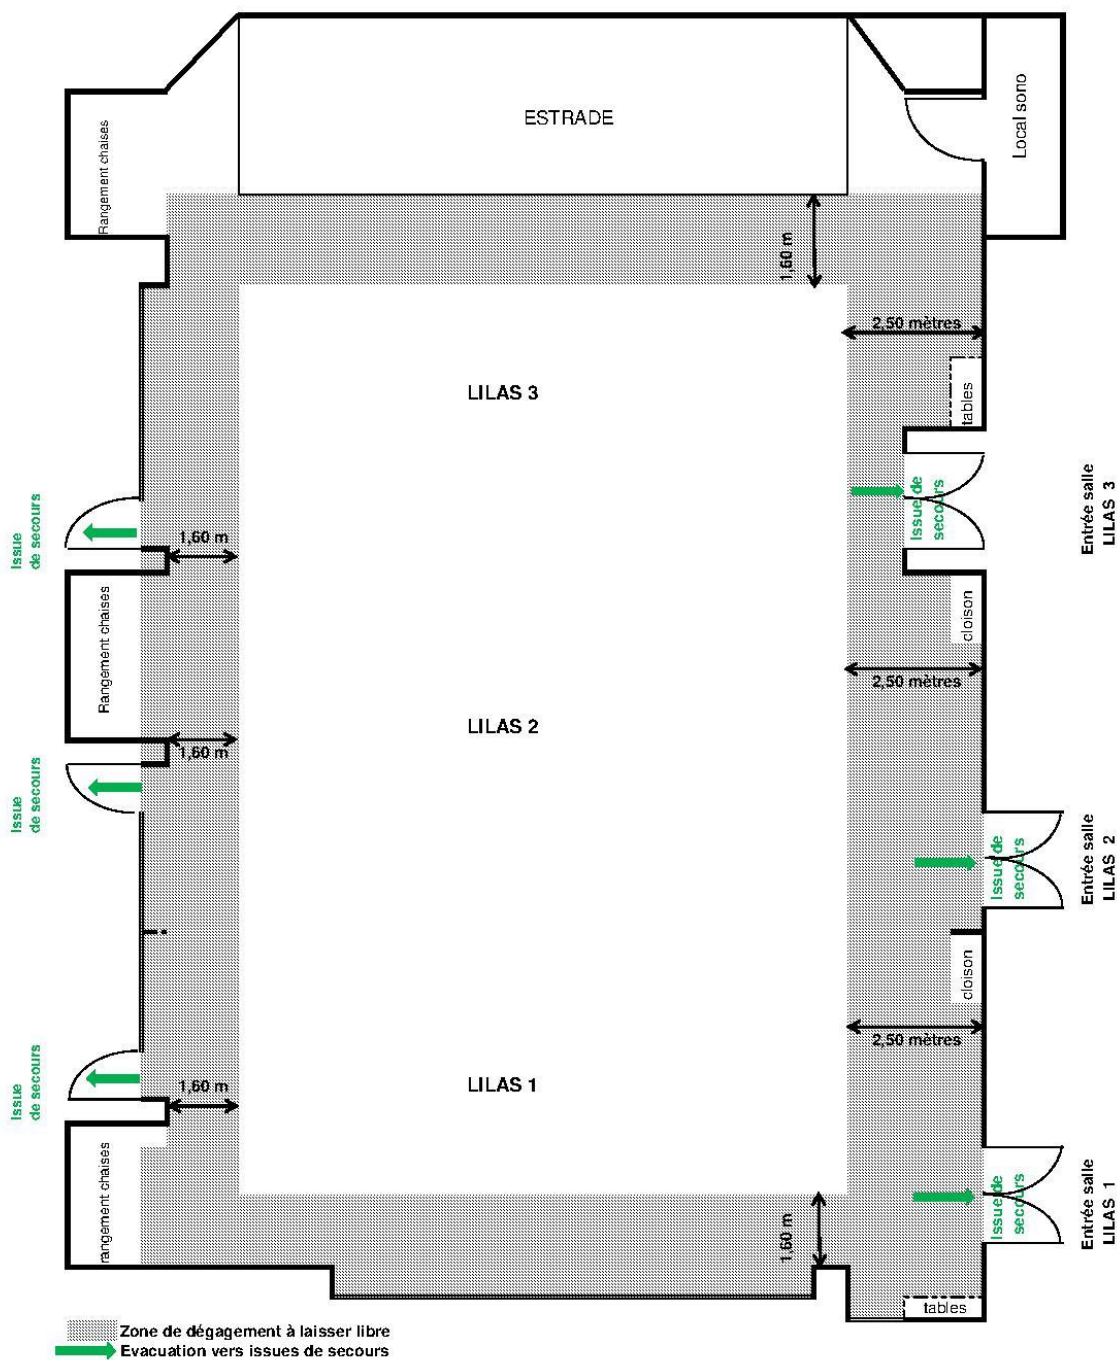 ESTRADE
Local sono
Rangement chaises
1,60 m
2,50 mètres
LILAS 3
tables
Issue
de secours
Issue de
secours
Entrée salle
LILAS 3
1,60 m
Rangement chaises
cloison
2,50 mètres
LILAS 2
1,60 m
Issue
de secours
Issue de
secours
Entrée salle
LILAS 2
cloison
2,50 mètres
Issue
de secours
1,60 m
LILAS 1
rangement chaises
Issue de
secours
Entrée salle
LILAS 1
1,60 m
tables
Zone de dégagement à laisser libre
Evacuation vers issues de secours